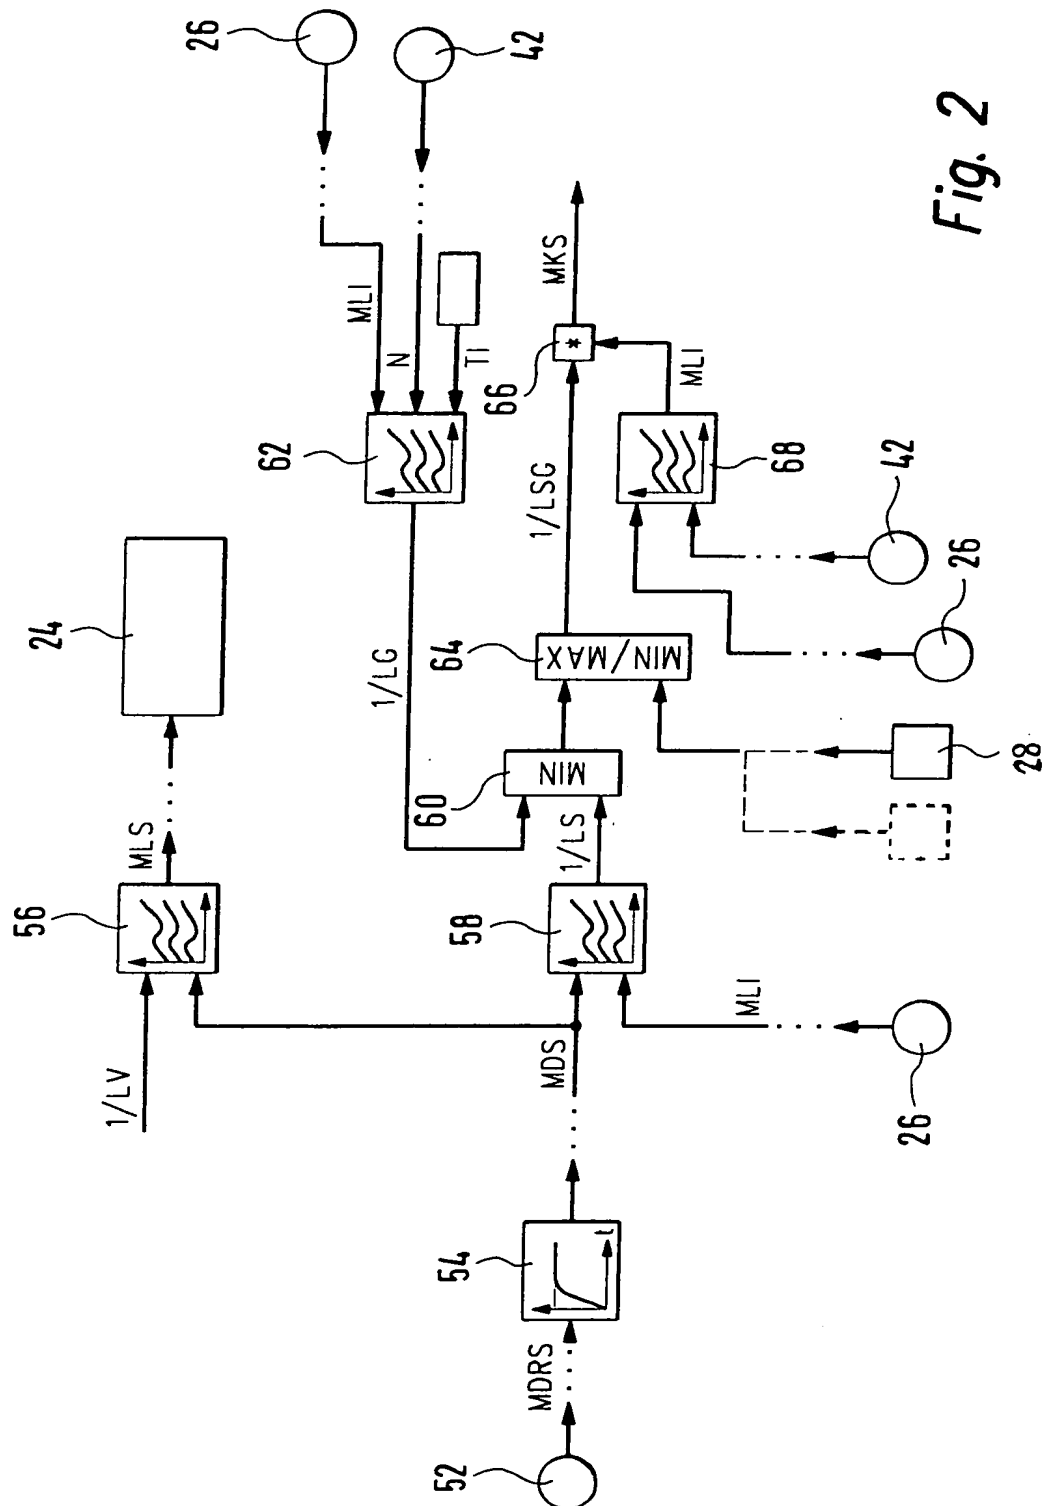 56
24
1/LV
MLS
26
62
MLI
1/LG
N
60
52
54
58
64
TI
66
42
MDRS
MDS
1/LSG
MKS
1/LS
MIN
*
t
MIN/MAX
MLI
MLI
68
42
26
26
28
Fig. 2